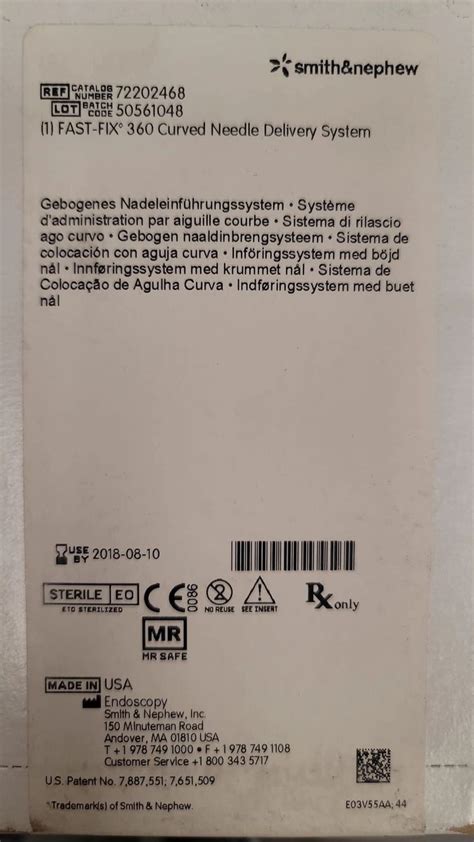 smith&nephew
REF CATALOG NUMBER 72202468
LOT BATCH CODE 50561048
(1) FAST-FIX° 360 Curved Needle Delivery System
Gebogenes Nadeleinführungssystem • Système
d'administration par aiguille courbe • Sistema di rilascio
ago curvo • Gebogen naaldinbrengsysteem • Sistema de
colocación con aguja curva • Införingssystem med böjd
nål • Innføringssystem med krummet nål • Sistema de
Colocação de Agulha Curva • Indføringssystem med buet
nål
USE BY 2018-08-10
STERILE EO
ETO STERILIZED
CE 0086
NO REUSE
SEE INSERT
Rx only
MR
MR SAFE
MADE IN USA
Endoscopy
Smith & Nephew, Inc.
150 Minuteman Road
Andover, MA 01810 USA
T +1 978 749 1000 • F +1 978 749 1108
Customer Service +1 800 343 5717
U.S. Patent No. 7,887,551; 7,651,509
°Trademark(s) of Smith & Nephew.
E03V55AA; 44